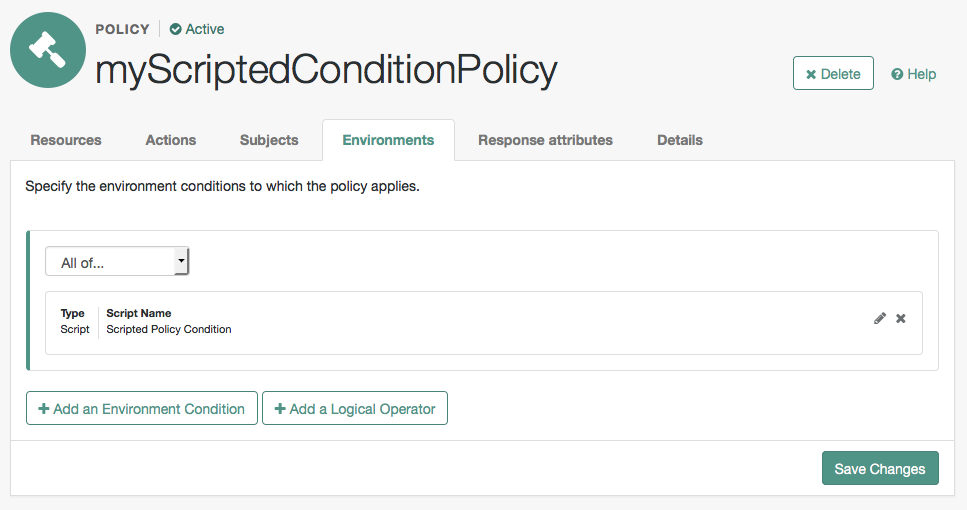 POLICY Active
myScriptedConditionPolicy
Delete Help
Resources Actions Subjects Environments Response attributes Details
Specify the environment conditions to which the policy applies.
All of...
Type Script Name
Script Scripted Policy Condition
Add an Environment Condition Add a Logical Operator
Save Changes